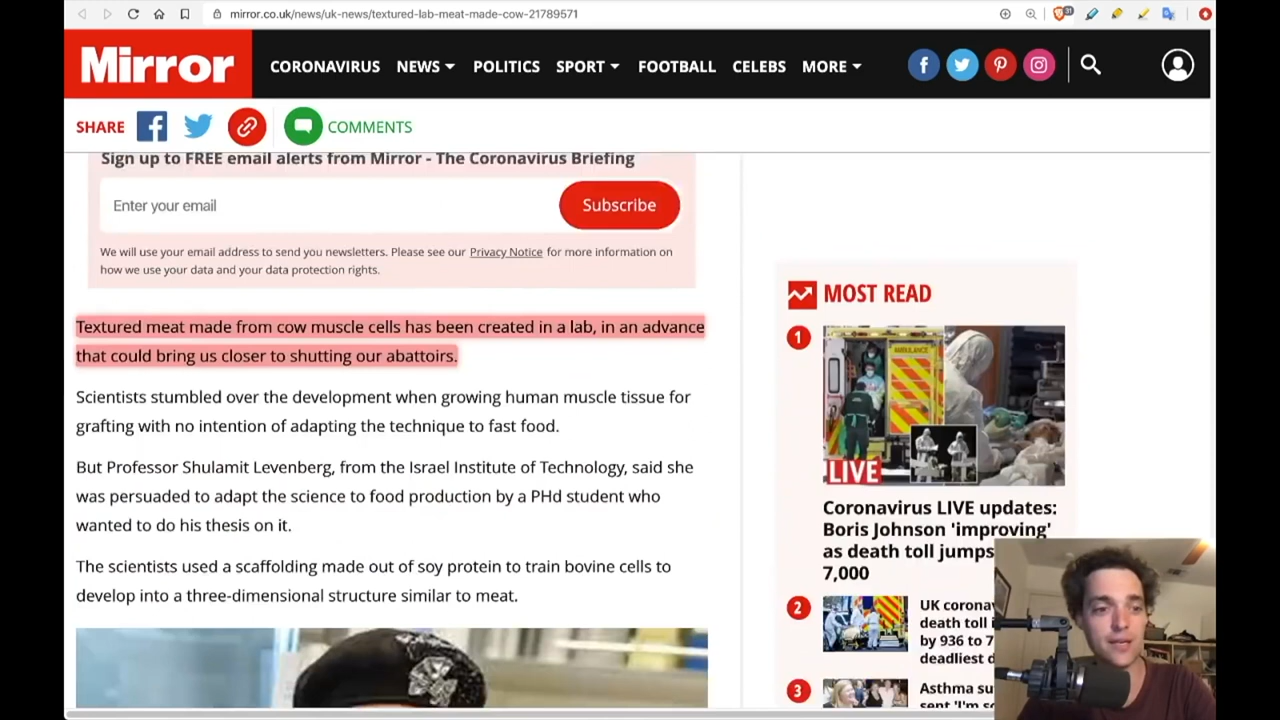 mirror.co.uk/news/uk-news/textured-lab-meat-made-cow-21789571
31
Mirror
CORONAVIRUS NEWS POLITICS SPORT FOOTBALL CELEBS MORE
SHARE COMMENTS
Sign up to FREE email alerts from Mirror - The Coronavirus Briefing
Enter your email
Subscribe
We will use your email address to send you newsletters. Please see our Privacy Notice for more information on
how we use your data and your data protection rights.
Textured meat made from cow muscle cells has been created in a lab, in an advance
that could bring us closer to shutting our abattoirs.
Scientists stumbled over the development when growing human muscle tissue for
grafting with no intention of adapting the technique to fast food.
But Professor Shulamit Levenberg, from the Israel Institute of Technology, said she
was persuaded to adapt the science to food production by a PHd student who
wanted to do his thesis on it.
The scientists used a scaffolding made out of soy protein to train bovine cells to
develop into a three-dimensional structure similar to meat.
MOST READ
1
AMBULANCE
LIVE
Coronavirus LIVE updates:
Boris Johnson 'improving'
as death toll jumps
7,000
2
UK corona
death toll
by 936 to 7
deadliest d
3
Asthma su
sent 'I'm